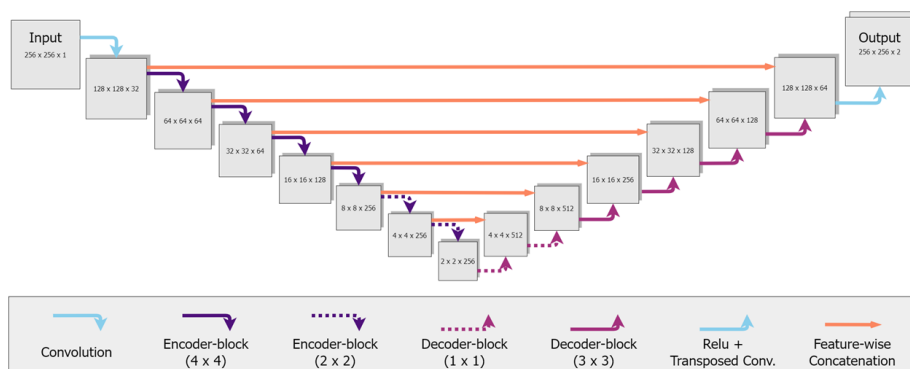 Input
256 x 256 x 1
128 x 128 x 32
64 x 64 x 64
32 x 32 x 64
16 x 16 x 128
8 x 8 x 256
4 x 4 x 256
2 x 2 x 256
4 x 4 x 512
8 x 8 x 512
16 x 16 x 256
32 x 32 x 128
64 x 64 x 128
128 x 128 x 64
Output
256 x 256 x 2
Convolution
Encoder-block
(4 x 4)
Encoder-block
(2 x 2)
Decoder-block
(1 x 1)
Decoder-block
(3 x 3)
Relu +
Transposed Conv.
Feature-wise
Concatenation